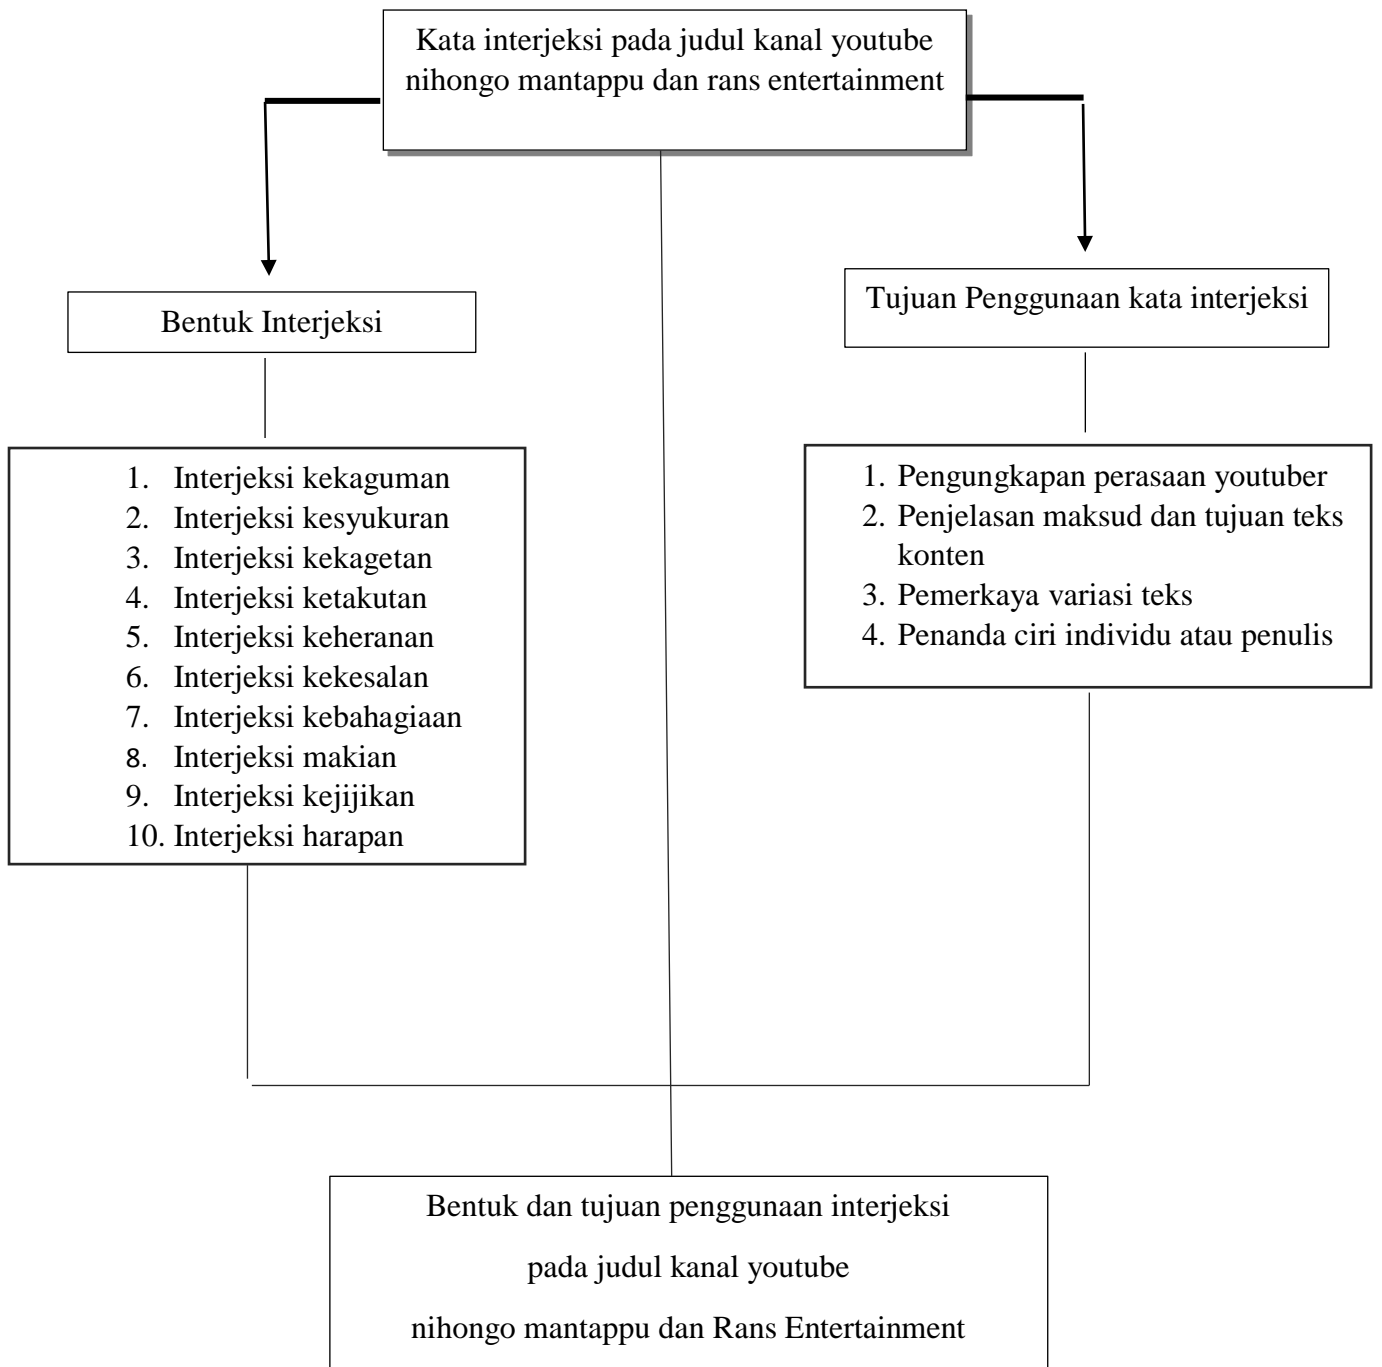 Kata interjeksi pada judul kanal youtube
nihongo mantappu dan rans entertainment
Bentuk Interjeksi
Tujuan Penggunaan kata interjeksi
1. Interjeksi kekaguman
2. Interjeksi kesyukuran
3. Interjeksi kekagetan
4. Interjeksi ketakutan
5. Interjeksi keheranan
6. Interjeksi kekesalan
7. Interjeksi kebahagiaan
8. Interjeksi makian
9. Interjeksi kejijikan
10. Interjeksi harapan
1. Pengungkapan perasaan youtuber
2. Penjelasan maksud dan tujuan teks
konten
3. Pemerkaya variasi teks
4. Penanda ciri individu atau penulis
Bentuk dan tujuan penggunaan interjeksi
pada judul kanal youtube
nihongo mantappu dan Rans Entertainment